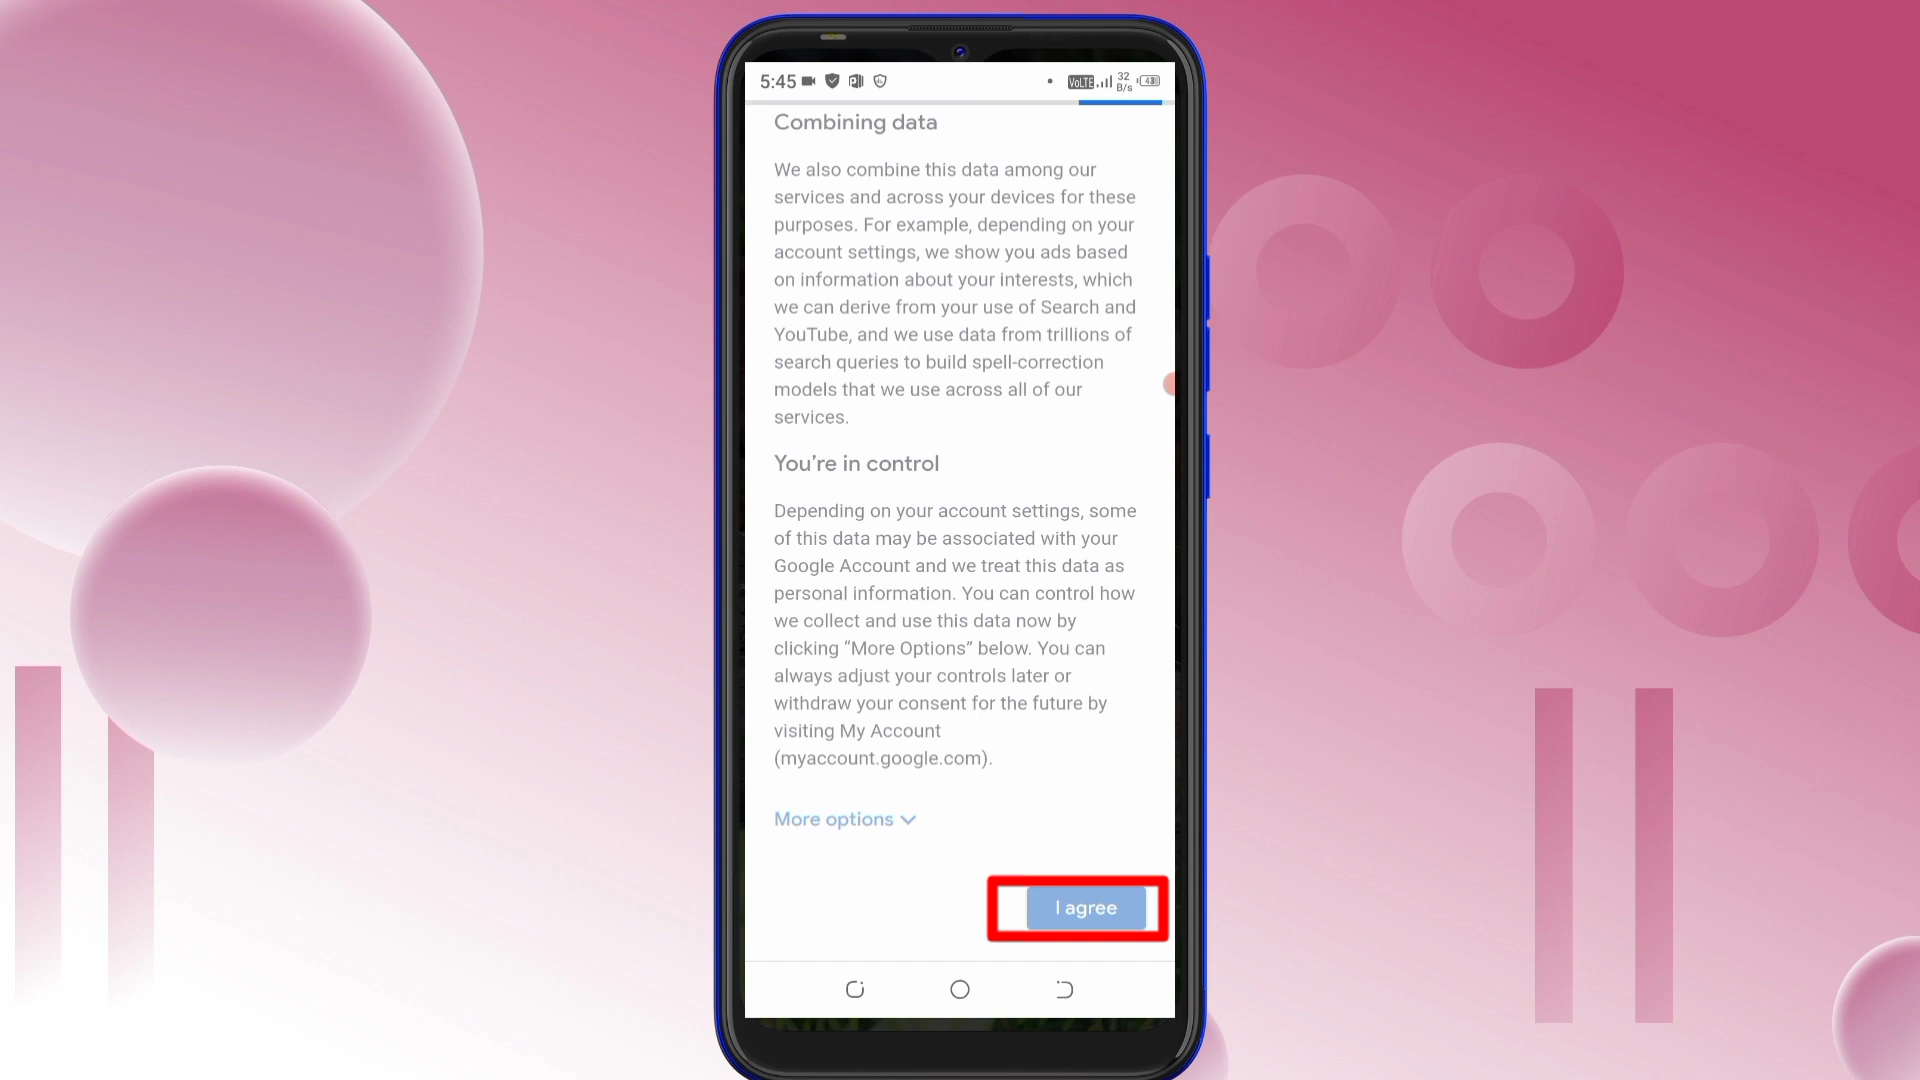 5:45
VoLTE 32 B/s 43
Combining data
We also combine this data among our
services and across your devices for these
purposes. For example, depending on your
account settings, we show you ads based
on information about your interests, which
we can derive from your use of Search and
YouTube, and we use data from trillions of
search queries to build spell-correction
models that we use across all of our
services.
You’re in control
Depending on your account settings, some
of this data may be associated with your
Google Account and we treat this data as
personal information. You can control how
we collect and use this data now by
clicking “More Options” below. You can
always adjust your controls later or
withdraw your consent for the future by
visiting My Account
(myaccount.google.com).
More options
I agree